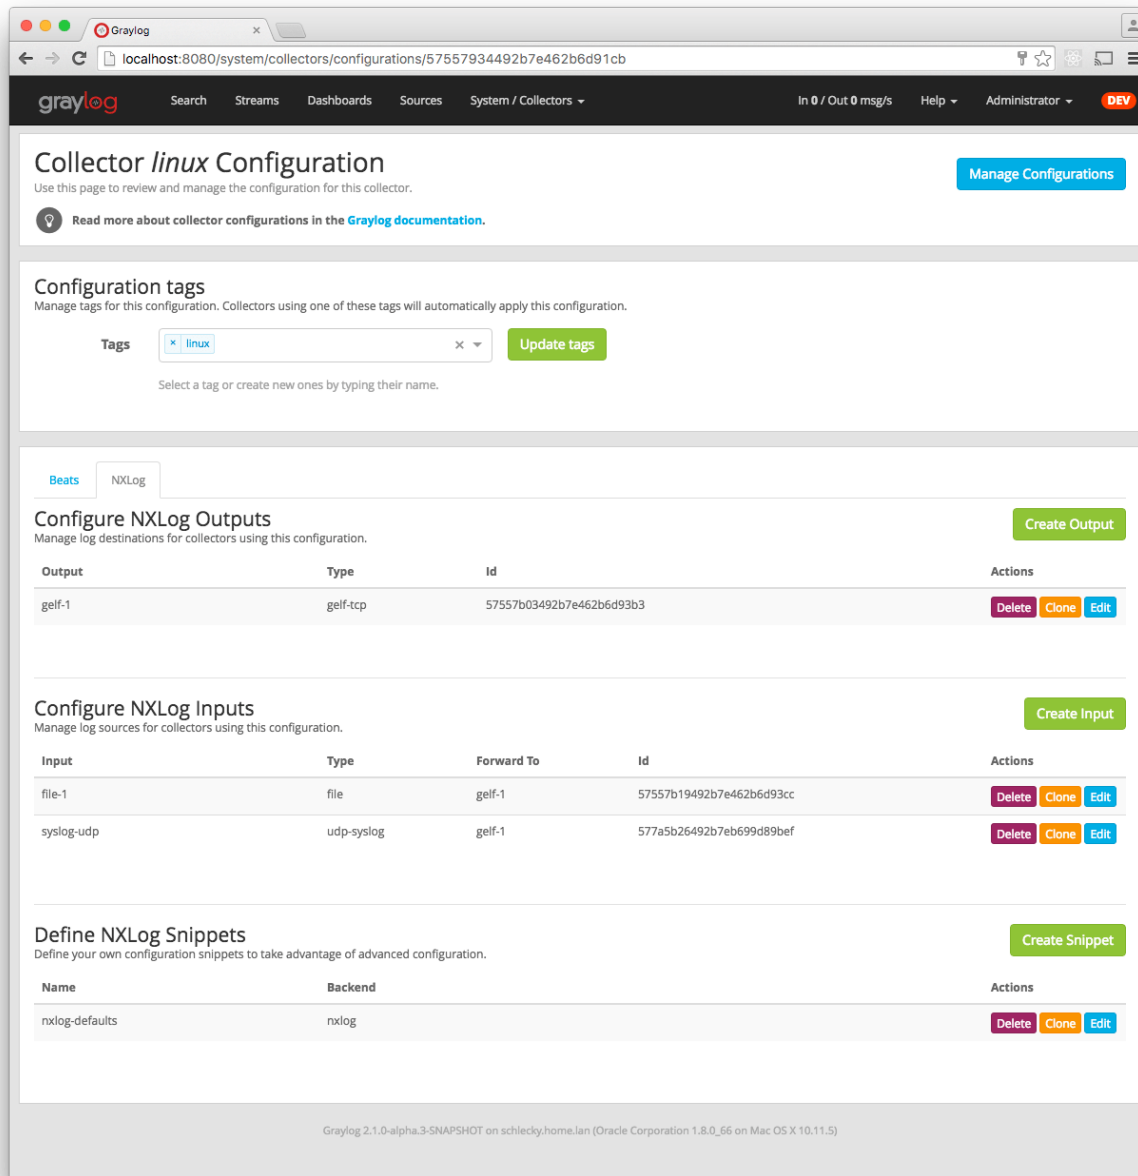 Graylog
localhost:8080/system/collectors/configurations/57557934492b7e462b6d91cb
graylog Search Streams Dashboards Sources System / Collectors In 0 / Out 0 msg/s Help Administrator DEV
Collector linux Configuration
Manage Configurations
Use this page to review and manage the configuration for this collector.
Read more about collector configurations in the Graylog documentation.
Configuration tags
Manage tags for this configuration. Collectors using one of these tags will automatically apply this configuration.
Tags × linux × Update tags
Select a tag or create new ones by typing their name.
Beats NXLog
Configure NXLog Outputs
Create Output
Manage log destinations for collectors using this configuration.
Output Type Id Actions
gelf-1 gelf-tcp 57557b03492b7e462b6d93b3 Delete Clone Edit
Configure NXLog Inputs
Create Input
Manage log sources for collectors using this configuration.
Input Type Forward To Id Actions
file-1 file gelf-1 57557b19492b7e462b6d93cc Delete Clone Edit
syslog-udp udp-syslog gelf-1 577a5b26492b7eb699d89bef Delete Clone Edit
Define NXLog Snippets
Create Snippet
Define your own configuration snippets to take advantage of advanced configuration.
Name Backend Actions
nxlog-defaults nxlog Delete Clone Edit
Graylog 2.1.0-alpha.3-SNAPSHOT on schlecky.home.lan (Oracle Corporation 1.8.0_66 on Mac OS X 10.11.5)